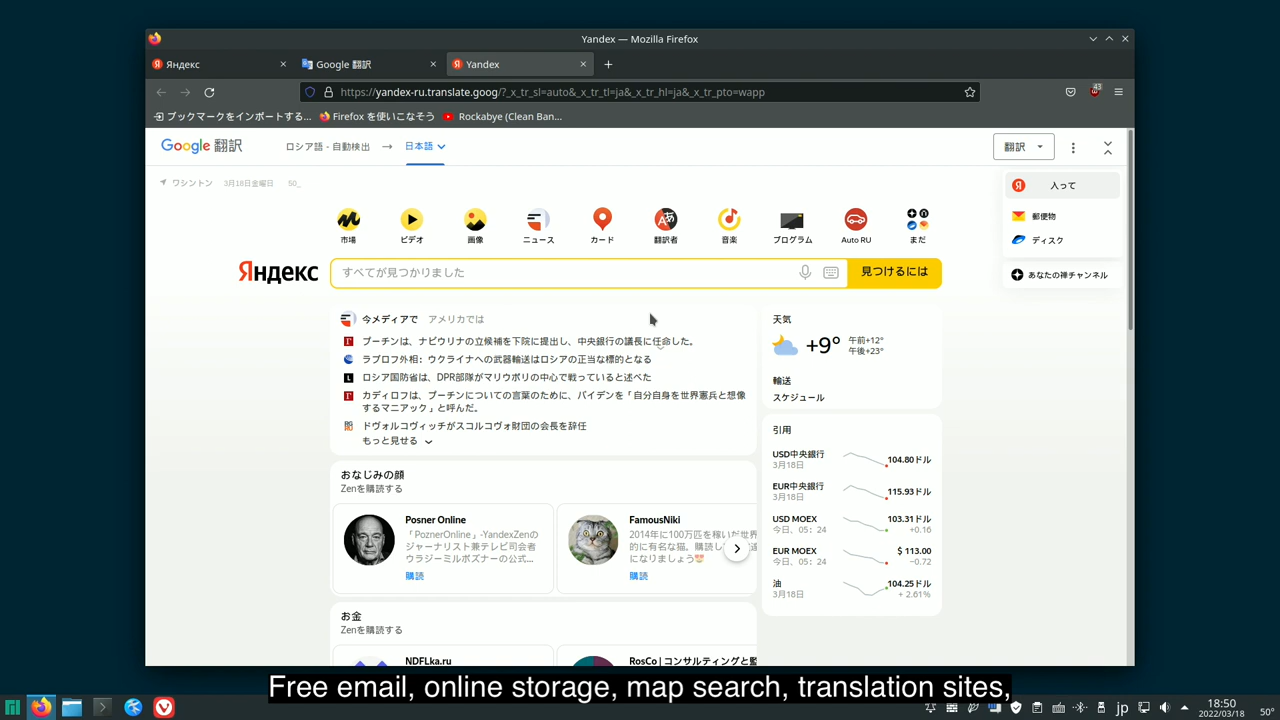 Yandex — Mozilla Firefox
Яндекс
Google 翻訳
Yandex
https://yandex-ru.translate.goog/?_x_tr_sl=auto&_x_tr_tl=ja&_x_tr_hl=ja&_x_tr_pto=wapp
43
ブックマークをインポートする...
Firefox を使いこなそう
Rockabye (Clean Ban...
Google 翻訳
ロシア語 - 自動検出 → 日本語
翻訳
ワシントン 3月18日金曜日 50_
入って
郵便物
ディスク
あなたの禅チャンネル
市場
ビデオ
画像
ニュース
カード
翻訳者
音楽
プログラム
Auto RU
まだ
Яндекс
すべてが見つかりました
見つけるには
今メディアで アメリカでは
プーチンは、ナビウリナの立候補を下院に提出し、中央銀行の議長に任命した。
ラブロフ外相：ウクライナへの武器輸送はロシアの正当な標的となる
ロシア国防省は、DPR部隊がマリウポリの中心で戦っていると述べた
カディロフは、プーチンについての言葉のために、バイデンを「自分自身を世界憲兵と想像
するマニアック」と呼んだ。
ドヴォルコヴィッチがスコルコヴォ財団の会長を辞任
もっと見せる
天気
+9°
午前+12°
午後+23°
輸送
スケジュール
引用
USD中央銀行
3月18日
104.80ドル
EUR中央銀行
3月18日
115.93ドル
USD MOEX
今日、05：24
103.31ドル
+0.16
EUR MOEX
今日、05：24
$ 113.00
−0.72
油
3月18日
104.25ドル
+ 2.61%
おなじみの顔
Zenを購読する
Posner Online
「PoznerOnline」-YandexZenの
ジャーナリスト兼テレビ司会者
ウラジーミルポズナーの公式...
購読
FamousNiki
2014年に100万匹を稼いだ世界
的に有名な猫。購読し
になりましょう
購読
お金
Zenを購読する
NDFLka.ru
RosCo | コンサルティングと監
Free email, online storage, map search, translation sites,
jp
18:50
2022/03/18
50°